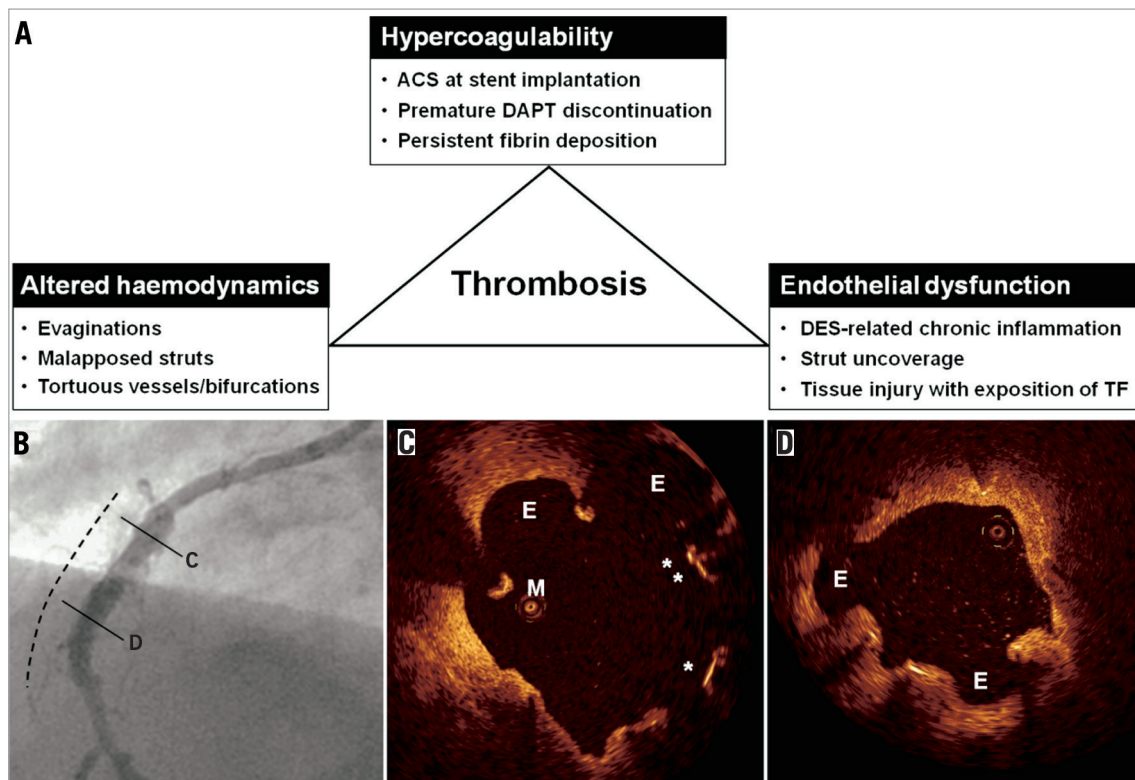 A
Hypercoagulability
• ACS at stent implantation
• Premature DAPT discontinuation
• Persistent fibrin deposition
Thrombosis
Altered haemodynamics
• Evaginations
• Malapposed struts
• Tortuous vessels/bifurcations
Endothelial dysfunction
• DES-related chronic inflammation
• Strut uncoverage
• Tissue injury with exposition of TF
B
C
D
C
E
E
M
*
*
*
D
E
E